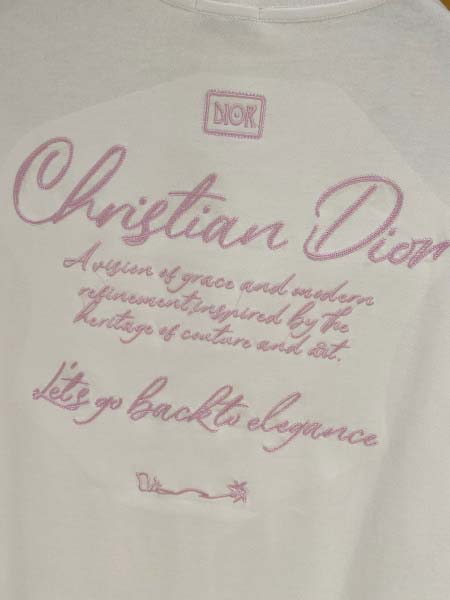 DIOR
Christian Dior
A vision of grace and modern
refinement, inspired by the
heritage of couture and art.
Let's go back to elegance